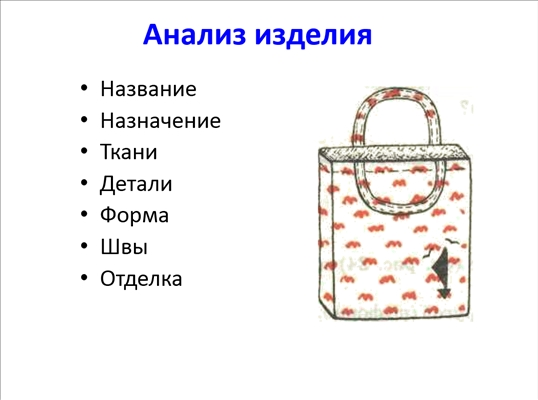 Анализ изделия
• Название
• Назначение
• Ткани
• Детали
• Форма
• Швы
• Отделка